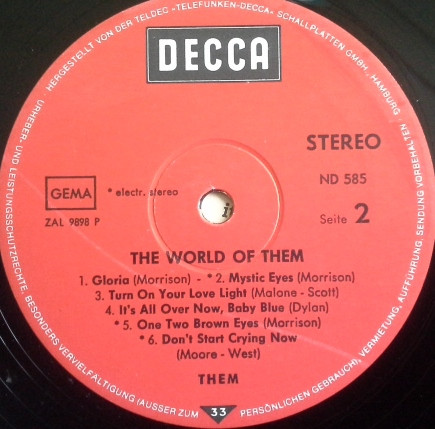 HERGESTELLT VON DER TELDEC »TELEFUNKEN-DECCA« SCHALLPLATTEN GMBH · HAMBURG ·
URHEBER- UND LEISTUNGSSCHUTZRECHTE, BESONDERS VERVIELFÄLTIGUNG (AUSSER ZUM PERSÖNLICHEN GEBRAUCH), VERMIETUNG, AUFFÜHRUNG, SENDUNG VORBEHALTEN
DECCA
STEREO
GEMA
* electr. stereo
ND 585
ZAL 9898 P
Seite 2
THE WORLD OF THEM
1. Gloria (Morrison) - *2. Mystic Eyes (Morrison)
3. Turn On Your Love Light (Malone - Scott)
4. It's All Over Now, Baby Blue (Dylan)
*5. One Two Brown Eyes (Morrison)
*6. Don't Start Crying Now
(Moore - West)
THEM
33